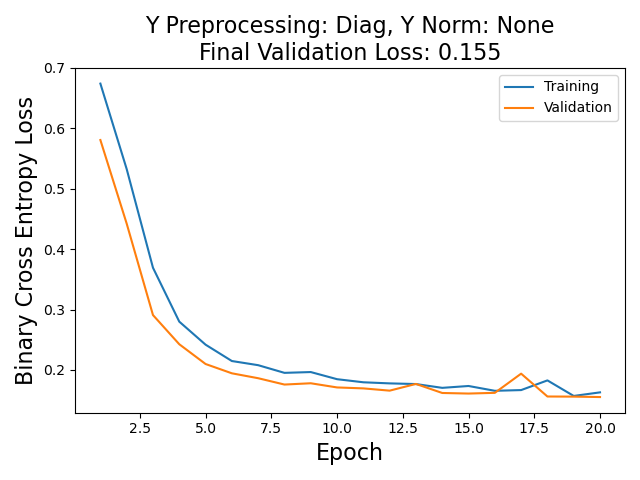 Y Preprocessing: Diag, Y Norm: None
Final Validation Loss: 0.155
Training
Validation
Binary Cross Entropy Loss
0.7
0.6
0.5
0.4
0.3
0.2
2.5 5.0 7.5 10.0 12.5 15.0 17.5 20.0
Epoch